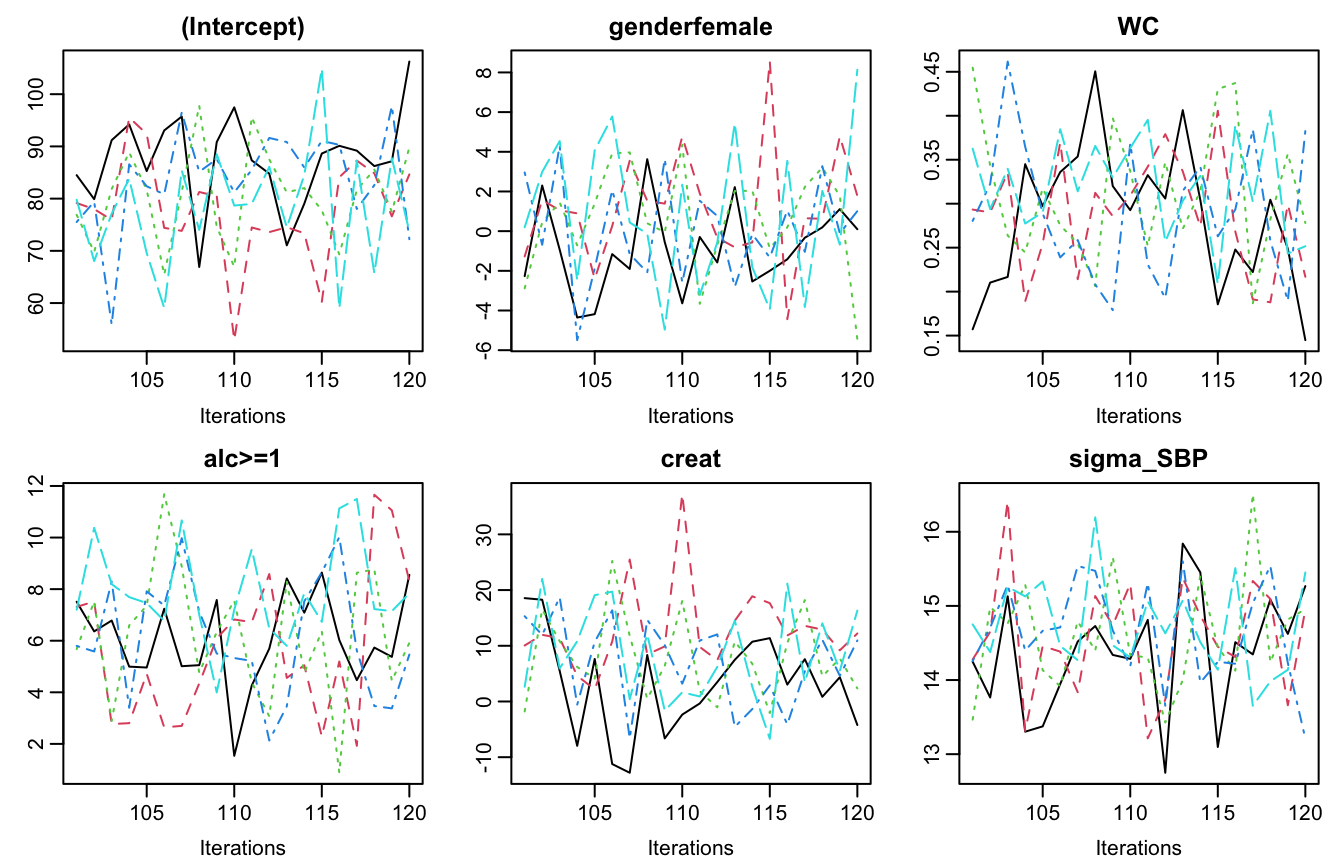 (Intercept)
100
90
80
70
60
105 110 115 120
Iterations
genderfemale
8
6
4
2
0
-2
-4
-6
105 110 115 120
Iterations
WC
0.45
0.35
0.25
0.15
105 110 115 120
Iterations
alc>=1
12
10
8
6
4
2
105 110 115 120
Iterations
creat
30
20
10
0
-10
105 110 115 120
Iterations
sigma_SBP
16
15
14
13
105 110 115 120
Iterations